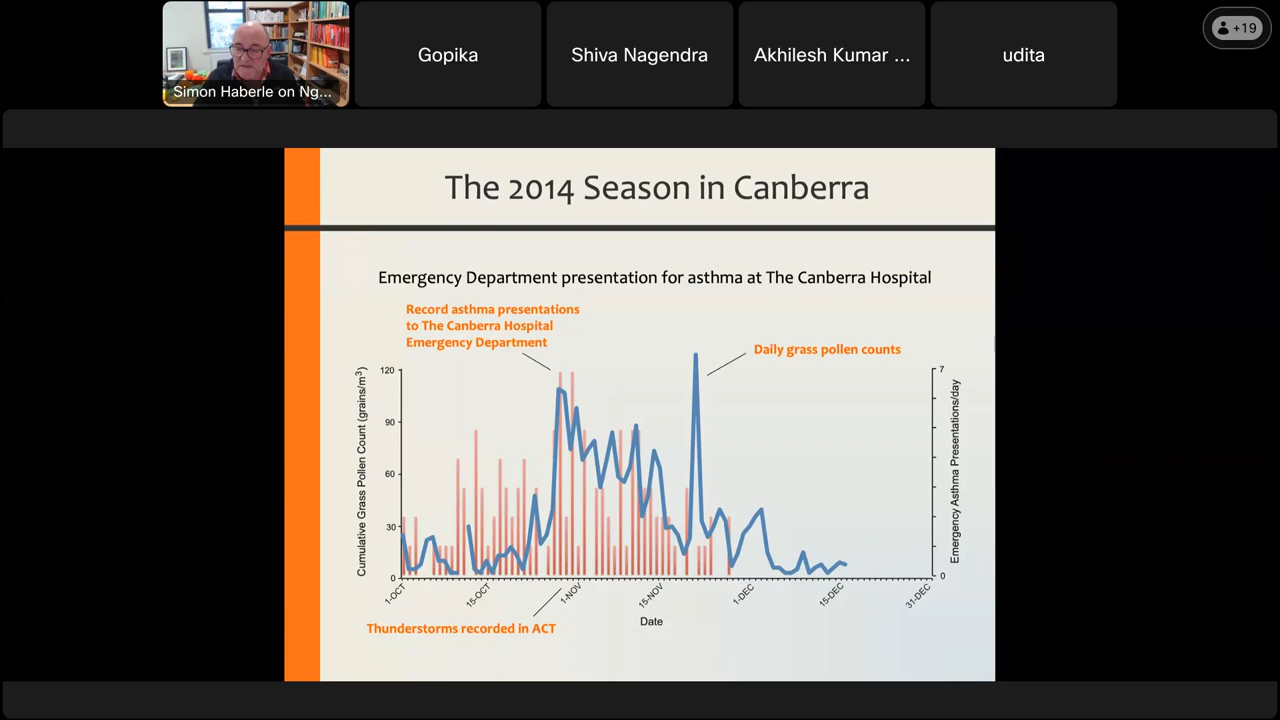 Simon Haberle on Ng...
Gopika
Shiva Nagendra
Akhilesh Kumar ...
udita
+19
The 2014 Season in Canberra
Emergency Department presentation for asthma at The Canberra Hospital
Record asthma presentations
to The Canberra Hospital
Emergency Department
Daily grass pollen counts
Cumulative Grass Pollen Count (grains/m³)
120
90
60
30
0
7
0
Emergency Asthma Presentations/day
1-OCT
15-OCT
1-NOV
15-NOV
1-DEC
15-DEC
31-DEC
Date
Thunderstorms recorded in ACT